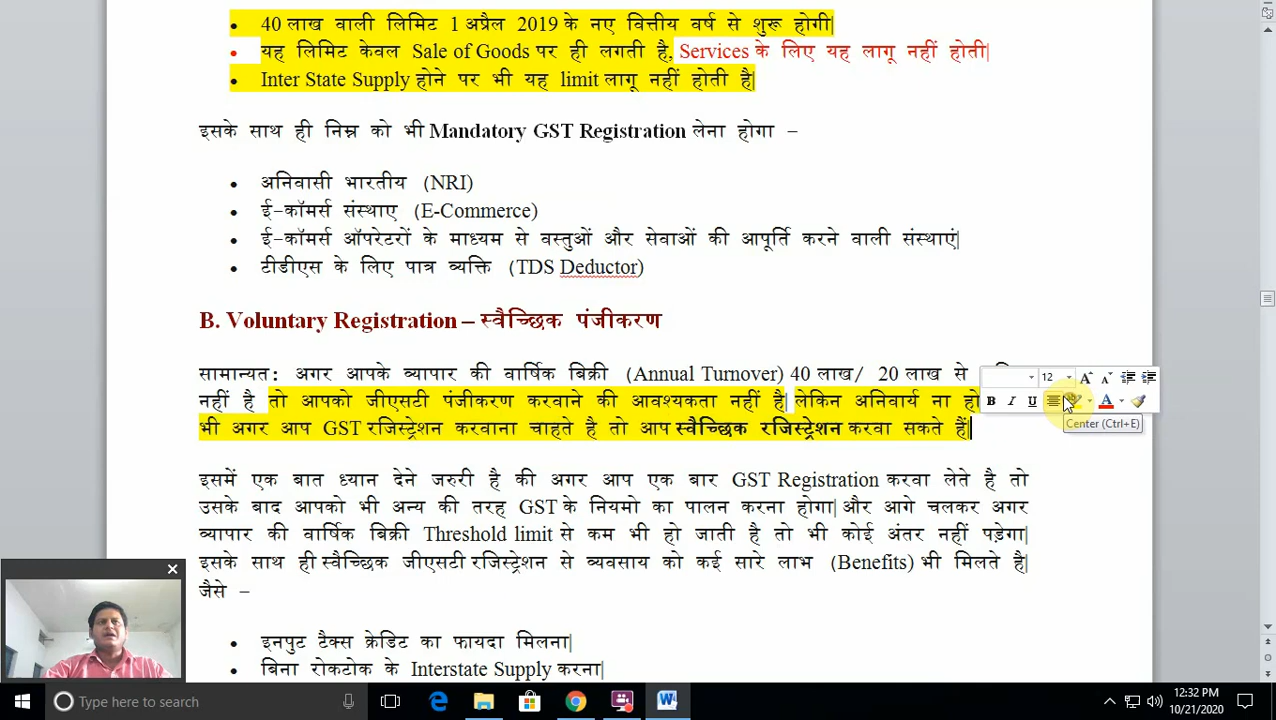 • 40 लाख वाली लिमिट 1 अप्रैल 2019 के नए वित्तीय वर्ष से शुरू होगी|
• यह लिमिट केवल Sale of Goods पर ही लगती है, Services के लिए यह लागू नहीं होती|
• Inter State Supply होने पर भी यह limit लागू नहीं होती है|
इसके साथ ही निम्न को भी Mandatory GST Registration लेना होगा –
• अनिवासी भारतीय (NRI)
• ई-कॉमर्स संस्थाए (E-Commerce)
• ई-कॉमर्स ऑपरेटरों के माध्यम से वस्तुओं और सेवाओं की आपूर्ति करने वाली संस्थाएं|
• टीडीएस के लिए पात्र व्यक्ति (TDS Deductor)
B. Voluntary Registration – स्वैच्छिक पंजीकरण
सामान्यत: अगर आपके व्यापार की वार्षिक बिक्री (Annual Turnover) 40 लाख/ 20 लाख से
12
नहीं है तो आपको जीएसटी पंजीकरण करवाने की आवश्यकता नहीं है| लेकिन अनिवार्य ना हो
B I U A
भी अगर आप GST रजिस्ट्रेशन करवाना चाहते है तो आप स्वैच्छिक रजिस्ट्रेशन करवा सकते हैं|
Center (Ctrl+E)
इसमें एक बात ध्यान देने जरुरी है की अगर आप एक बार GST Registration करवा लेते है तो
उसके बाद आपको भी अन्य की तरह GST के नियमो का पालन करना होगा| और आगे चलकर अगर
व्यापार की वार्षिक बिक्री Threshold limit से कम भी हो जाती है तो भी कोई अंतर नहीं पड़ेगा|
इसके साथ ही स्वैच्छिक जीएसटी रजिस्ट्रेशन से व्यवसाय को कई सारे लाभ (Benefits) भी मिलते है|
जैसे –
• इनपुट टैक्स क्रेडिट का फायदा मिलना|
• बिना रोकटोक के Interstate Supply करना|
Type here to search
12:32 PM
10/21/2020